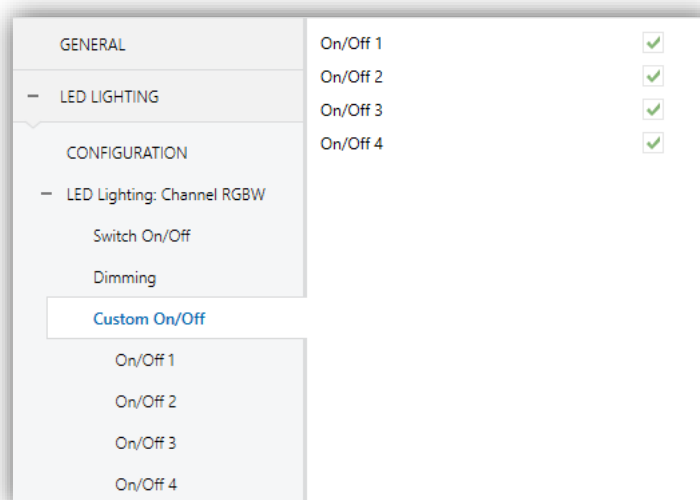 GENERAL
LED LIGHTING
CONFIGURATION
LED Lighting: Channel RGBW
Switch On/Off
Dimming
Custom On/Off
On/Off 1
On/Off 2
On/Off 3
On/Off 4
On/Off 1
On/Off 2
On/Off 3
On/Off 4